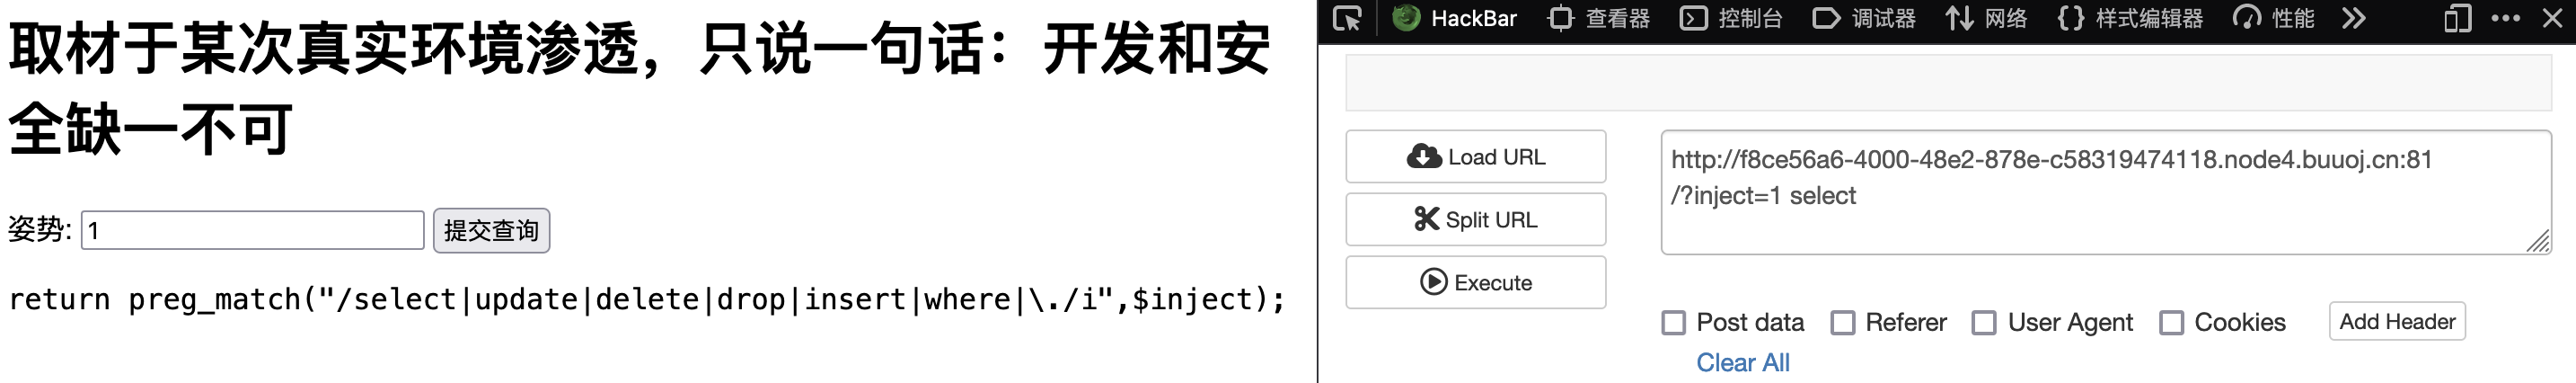 取材于某次真实环境渗透，只说一句话：开发和安
全缺一不可
姿势: 1 提交查询
return preg_match("/select|update|delete|drop|insert|where|\./i",$inject);
HackBar 查看器 控制台 调试器 网络 样式编辑器 性能
Load URL
Split URL
Execute
http://f8ce56a6-4000-48e2-878e-c58319474118.node4.buuoj.cn:81
/?inject=1 select
Post data Referer User Agent Cookies Add Header
Clear All